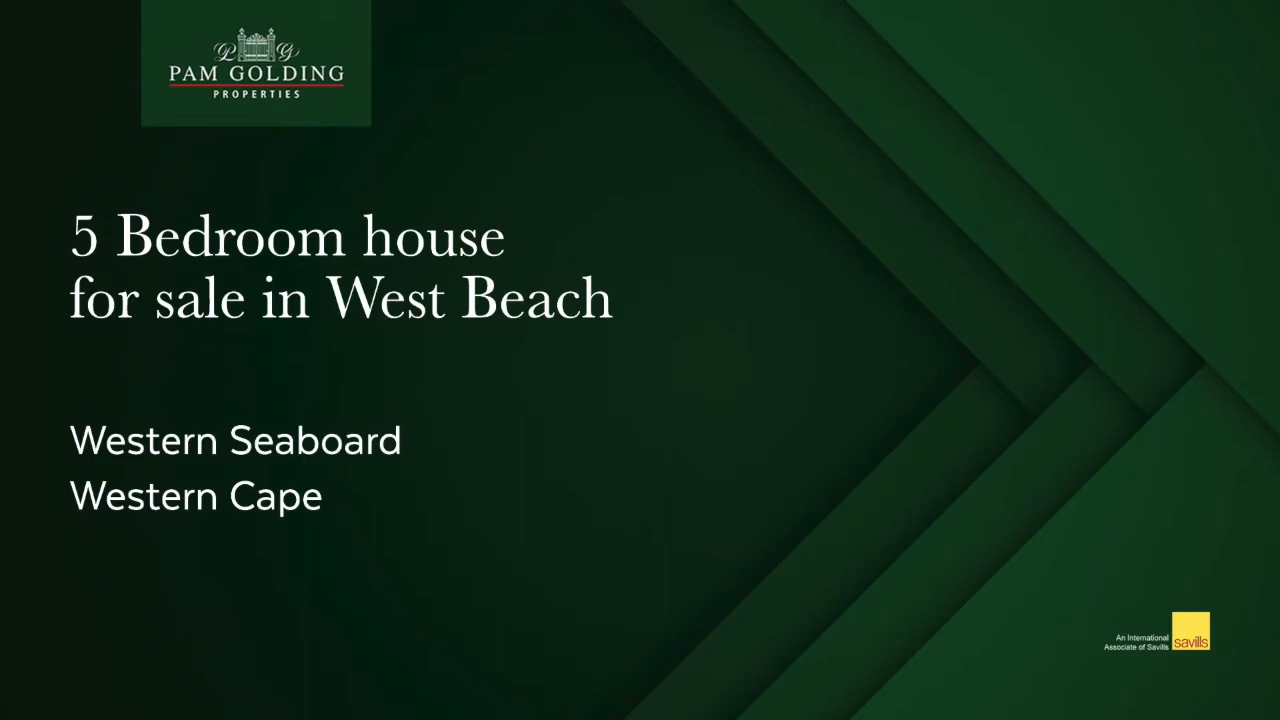 PG
PAM GOLDING
PROPERTIES
5 Bedroom house
for sale in West Beach
Western Seaboard
Western Cape
An International
Associate of Savills
savills